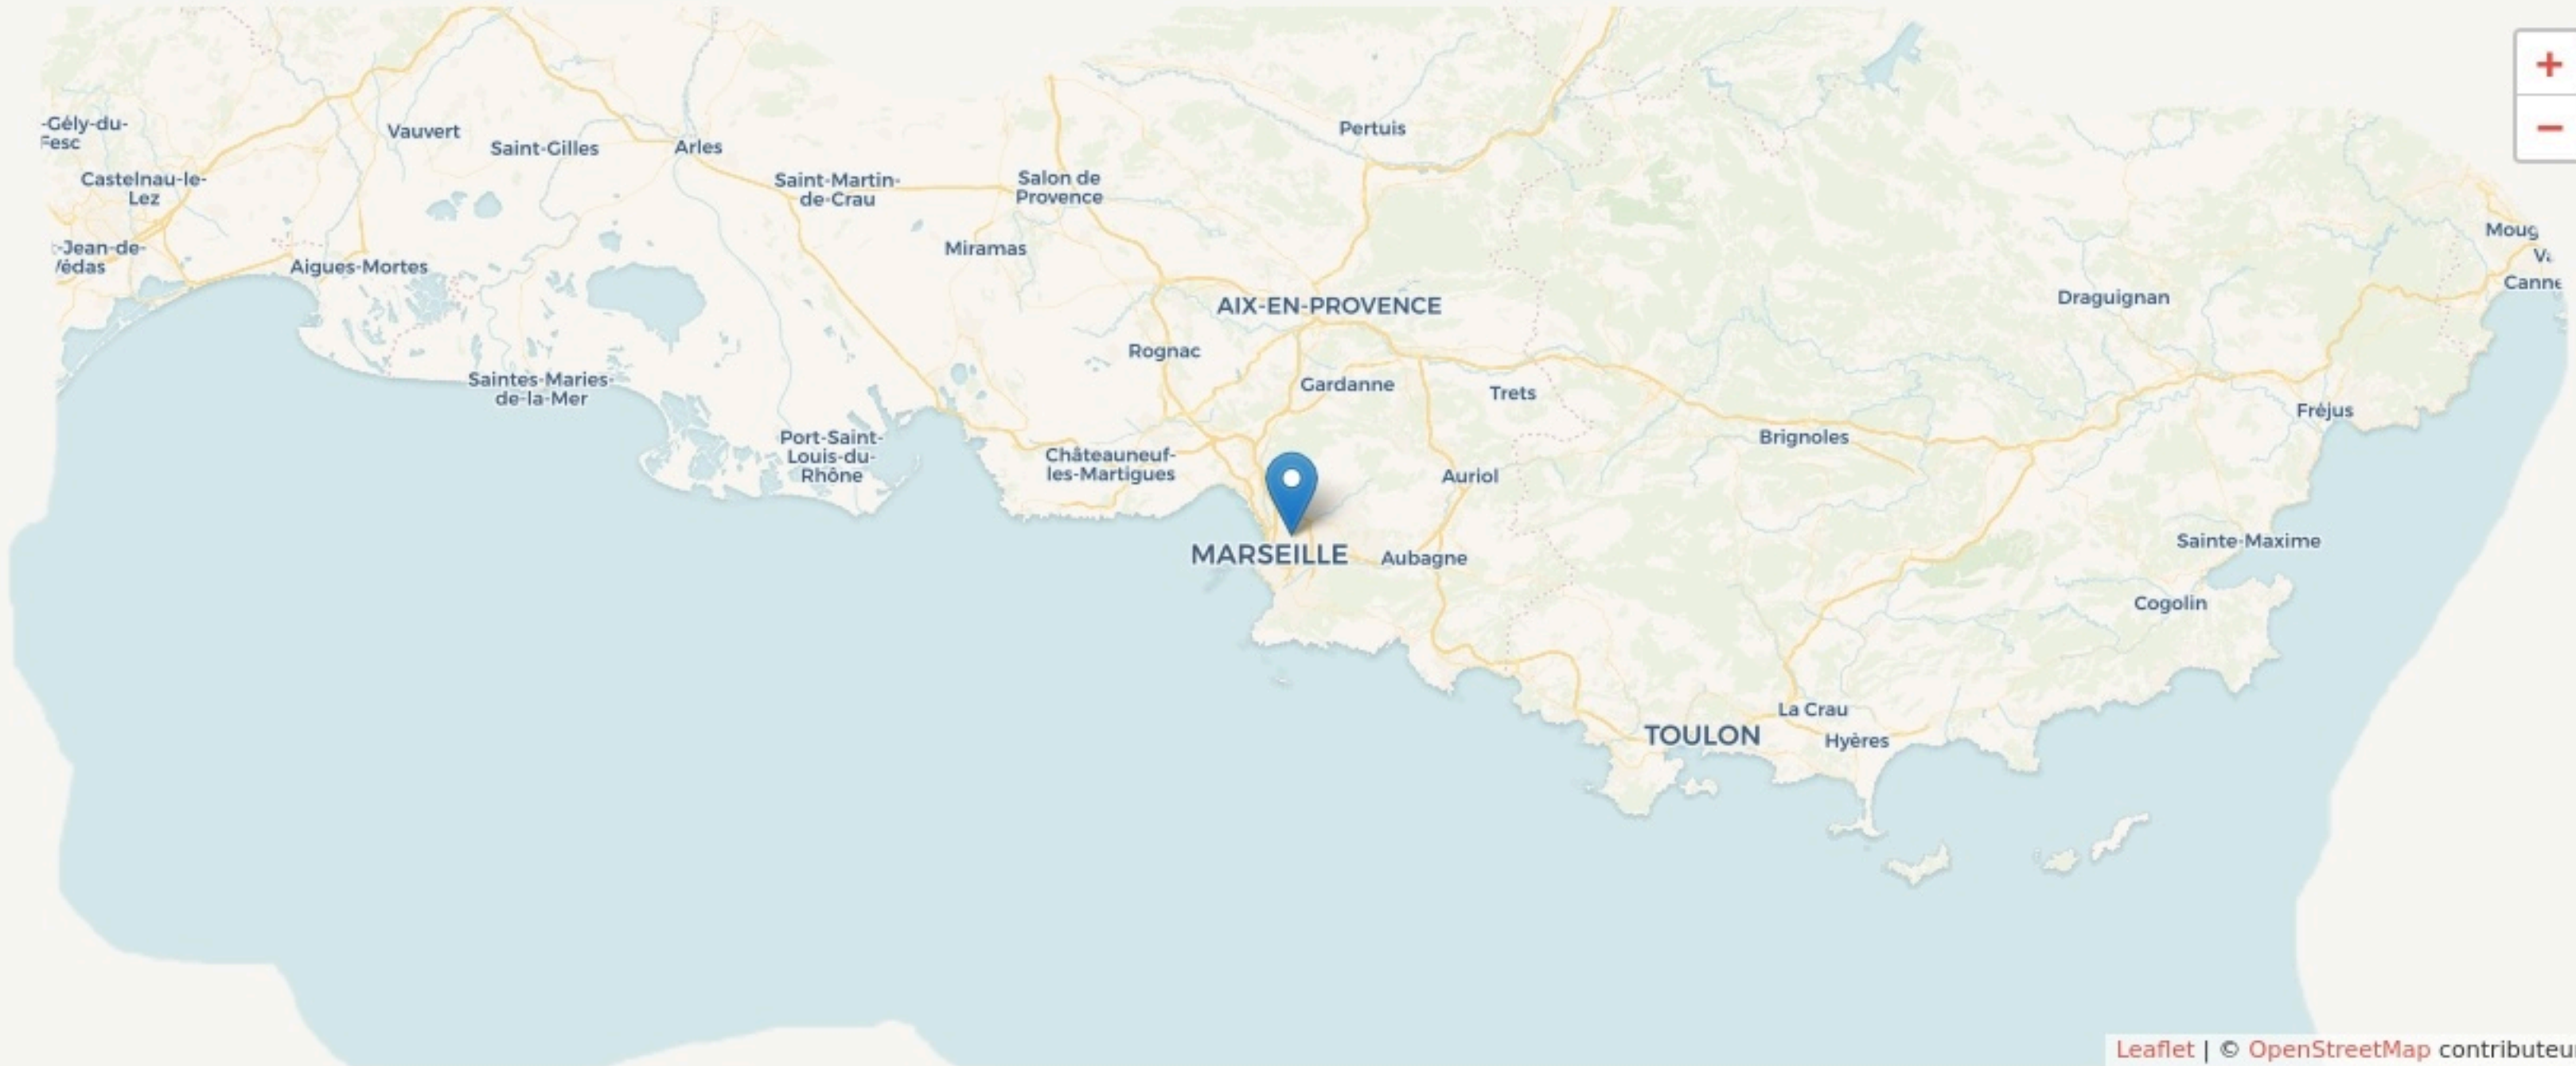 -Gély-du-
Fesc
Vauvert
Saint-Gilles
Arles
Pertuis
Castelnau-le-
Lez
Saint-Martin-
de-Crau
Salon de
Provence
-Jean-de-
Védas
Aigues-Mortes
Miramas
Moug
Va
Canne
AIX-EN-PROVENCE
Draguignan
Rognac
Gardanne
Trets
Saintes-Maries-
de-la-Mer
Fréjus
Port-Saint-
Louis-du-
Rhône
Châteauneuf-
les-Martigues
Brignoles
Auriol
MARSEILLE
Aubagne
Sainte-Maxime
Cogolin
La Crau
TOULON
Hyères
+
−
Leaflet | © OpenStreetMap contributeu